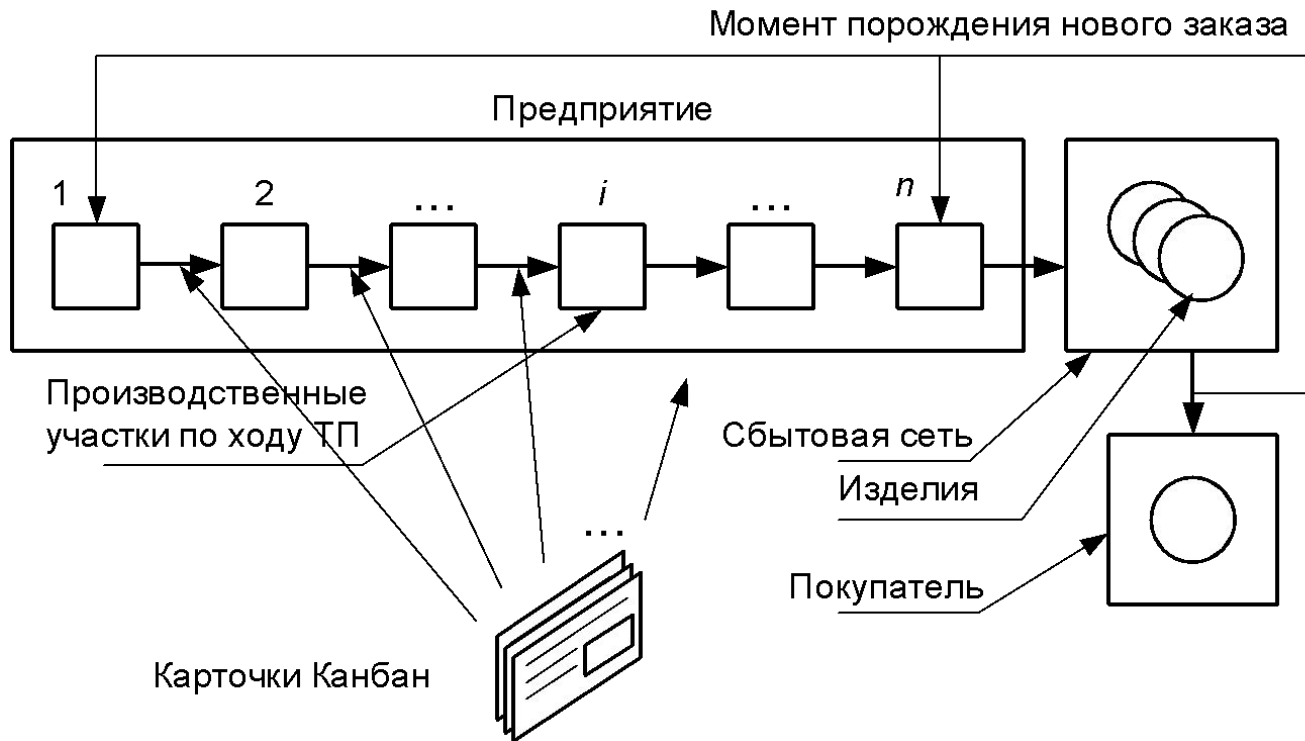 Момент порождения нового заказа
Предприятие
1
2
...
i
...
n
Производственные
участки по ходу ТП
Сбытовая сеть
Изделия
...
Покупатель
Карточки Канбан